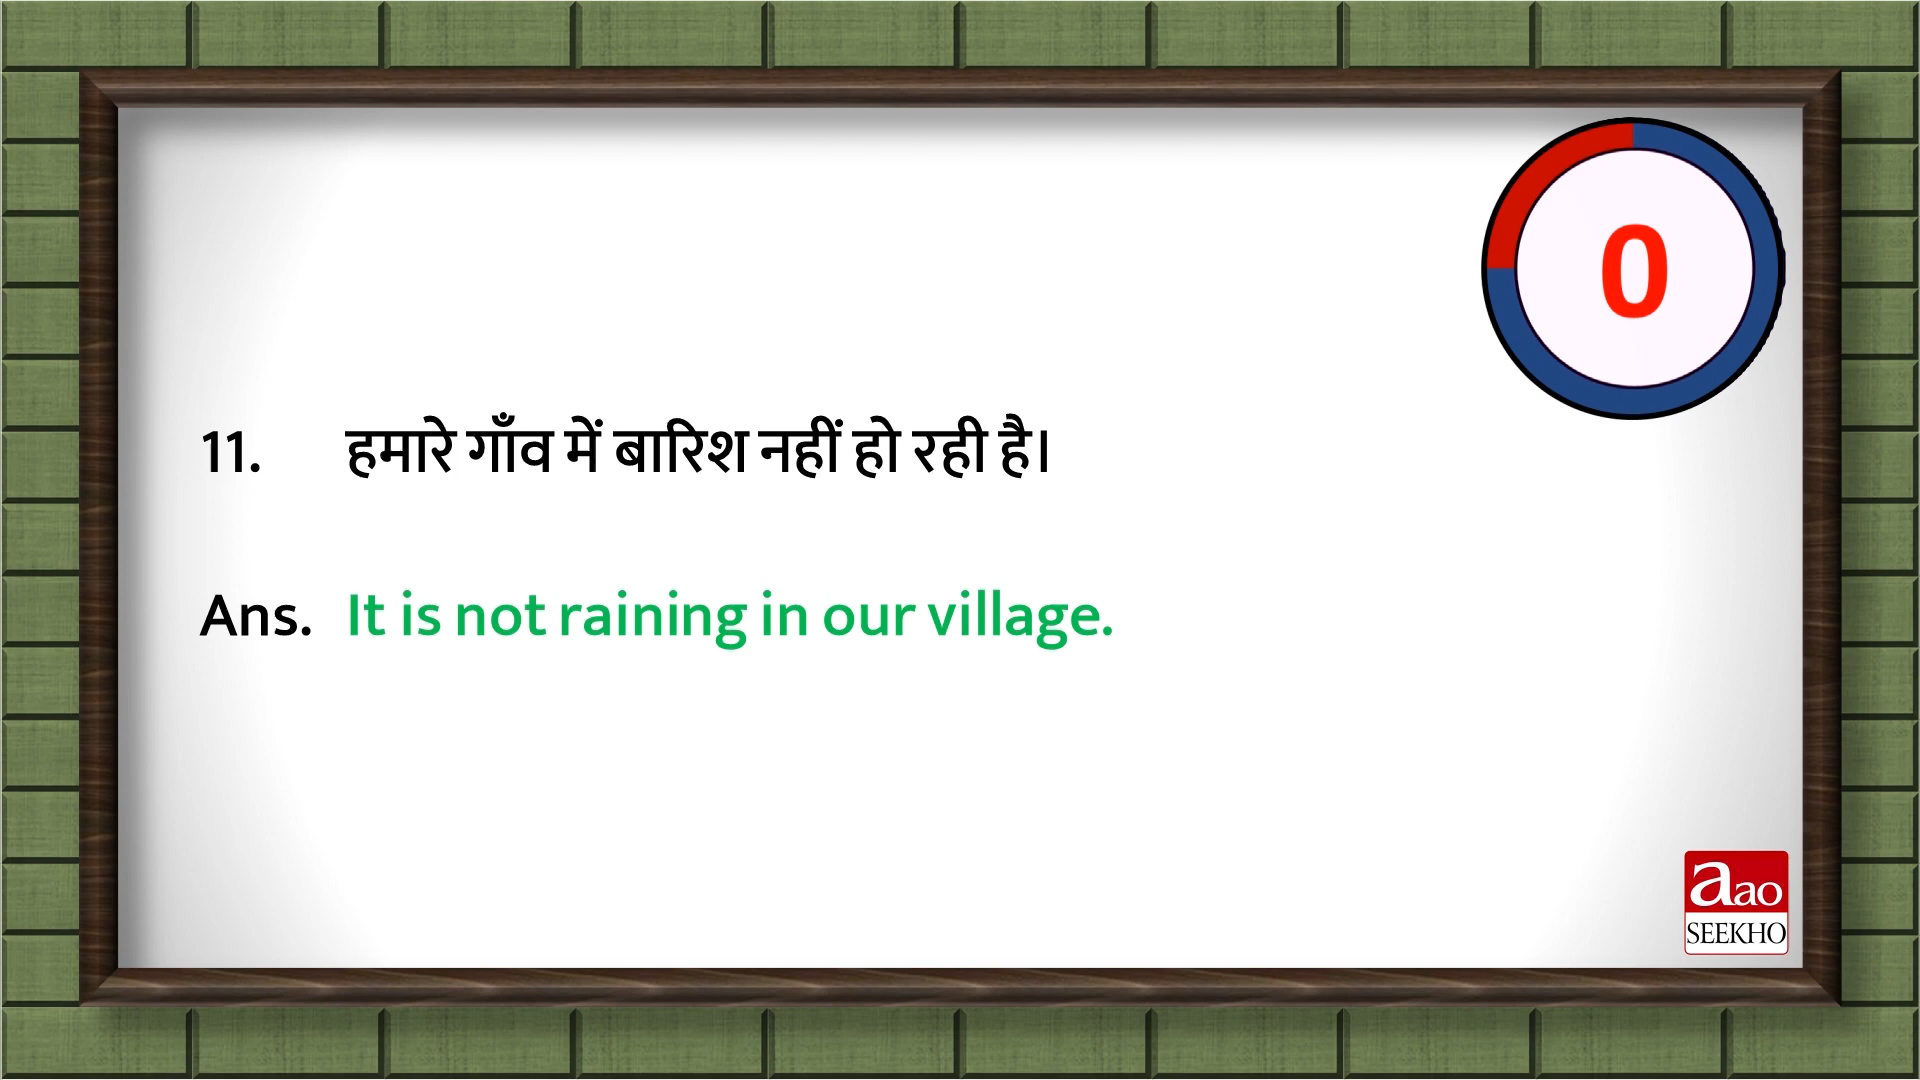 0
11. हमारे गाँव में बारिश नहीं हो रही है।
Ans. It is not raining in our village.
aao
SEEKHO